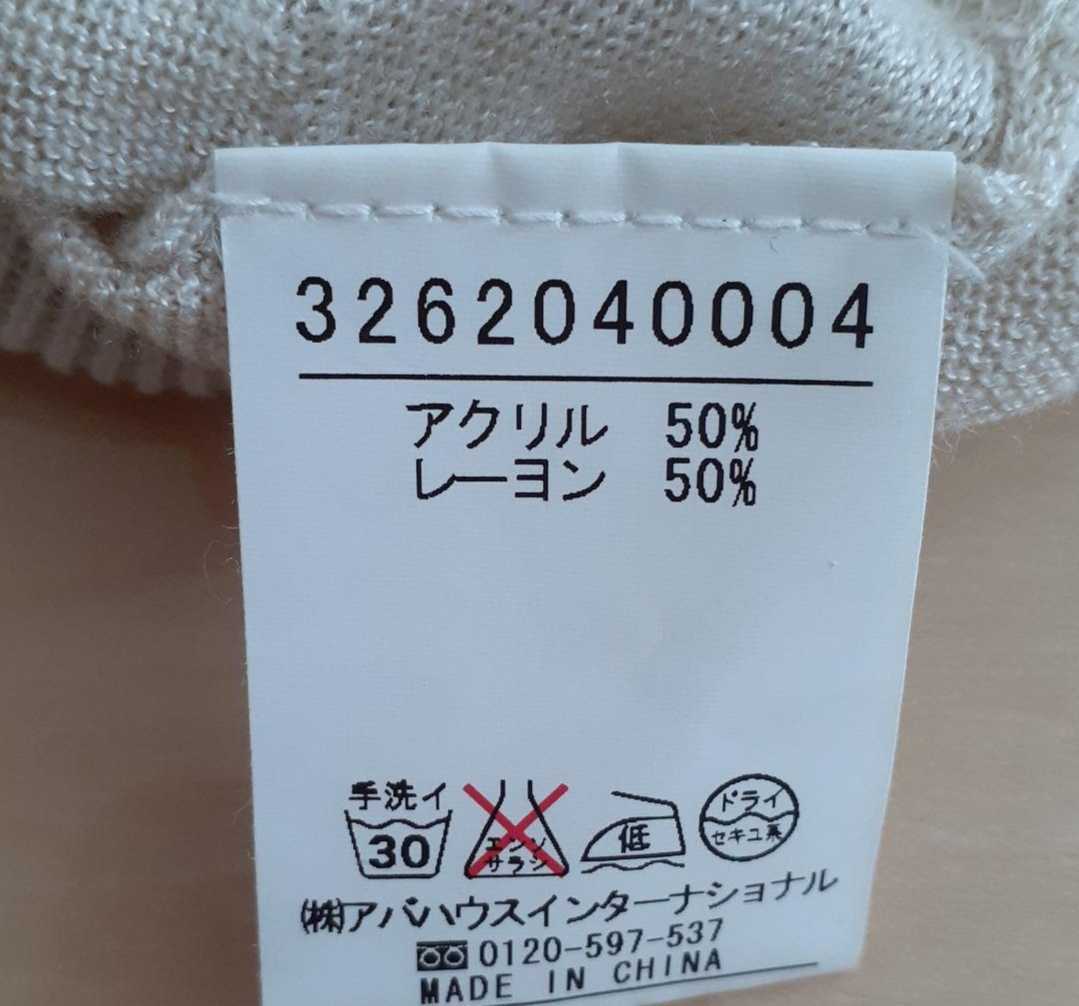 3262040004
アクリル 50%
レーヨン 50%
手洗イ
30
エンソ
サラシ
低
ドライ
セキユ系
(株)アバハウスインターナショナル
0120-597-537
MADE IN CHINA